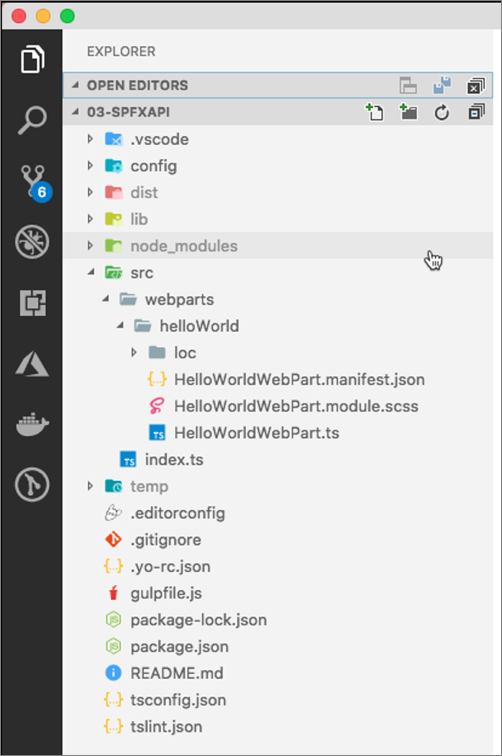 EXPLORER
OPEN EDITORS
03-SPFXAPI
.vscode
config
dist
lib
node_modules
src
webparts
helloWorld
loc
{..} HelloWorldWebPart.manifest.json
HelloWorldWebPart.module.scss
TS HelloWorldWebPart.ts
TS index.ts
temp
.editorconfig
.gitignore
{..} .yo-rc.json
gulpfile.js
package-lock.json
package.json
README.md
{..} tsconfig.json
{..} tslint.json
6